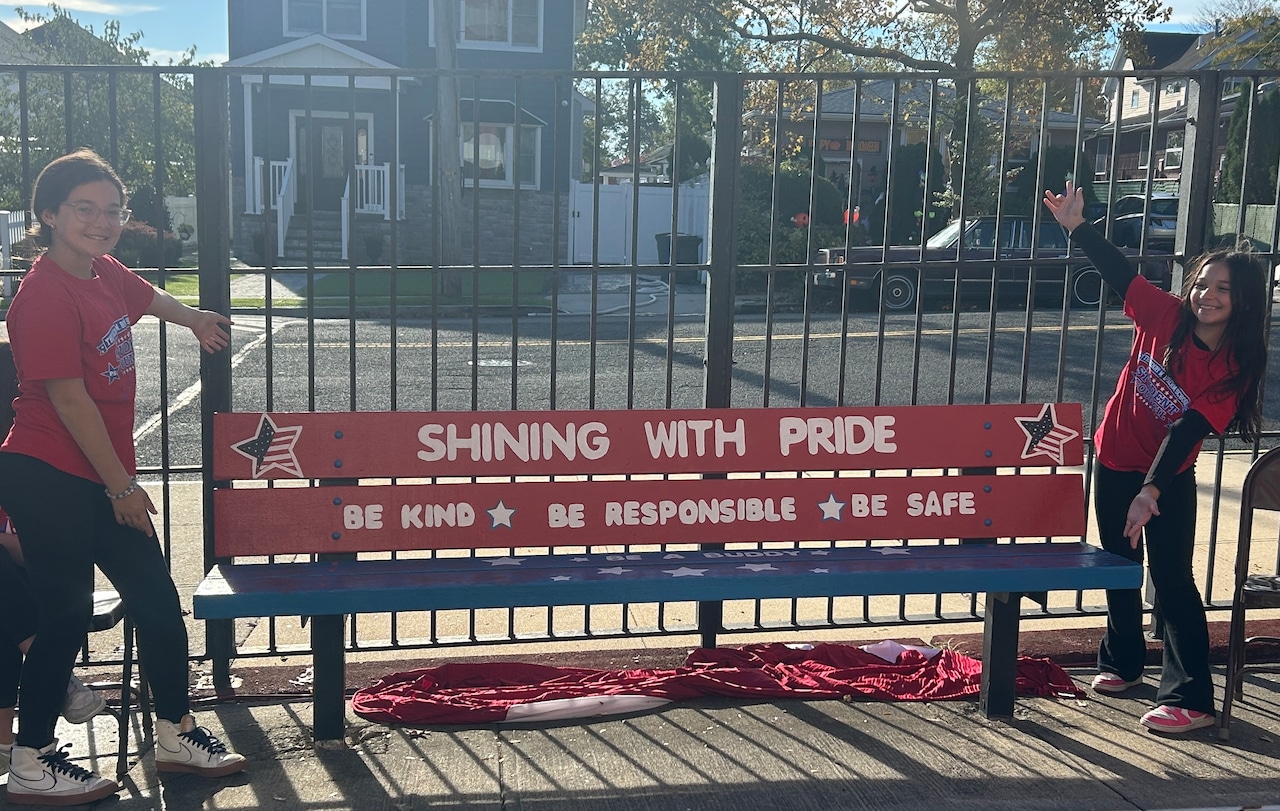 SHINING WITH PRIDE
BE KIND BE RESPONSIBLE BE SAFE
BE A BUDDY